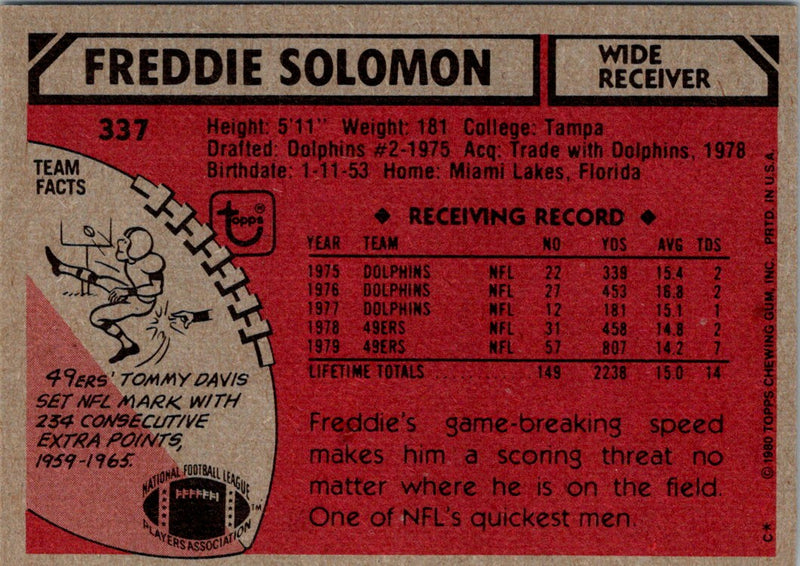 FREDDIE SOLOMON
WIDE
RECEIVER
337
Height: 5'11" Weight: 181 College: Tampa
Drafted: Dolphins #2-1975 Acq: Trade with Dolphins, 1978
Birthdate: 1-11-53 Home: Miami Lakes, Florida
TEAM
FACTS
topps®
◆ RECEIVING RECORD ◆
YEAR TEAM NO YDS AVG TDS
1975 DOLPHINS NFL 22 339 15.4 2
1976 DOLPHINS NFL 27 453 16.8 2
1977 DOLPHINS NFL 12 181 15.1 1
1978 49ERS NFL 31 458 14.8 2
1979 49ERS NFL 57 807 14.2 7
LIFETIME TOTALS . . . . 149 2238 15.0 14
49ERS' TOMMY DAVIS
SET NFL MARK WITH
234 CONSECUTIVE
EXTRA POINTS,
1959-1965.
Freddie's game-breaking speed
makes him a scoring threat no
matter where he is on the field.
One of NFL's quickest men.
NATIONAL FOOTBALL LEAGUE
PLAYERS ASSOCIATION™
C*
© 1980 TOPPS CHEWING GUM, INC. PRTD. IN U.S.A.